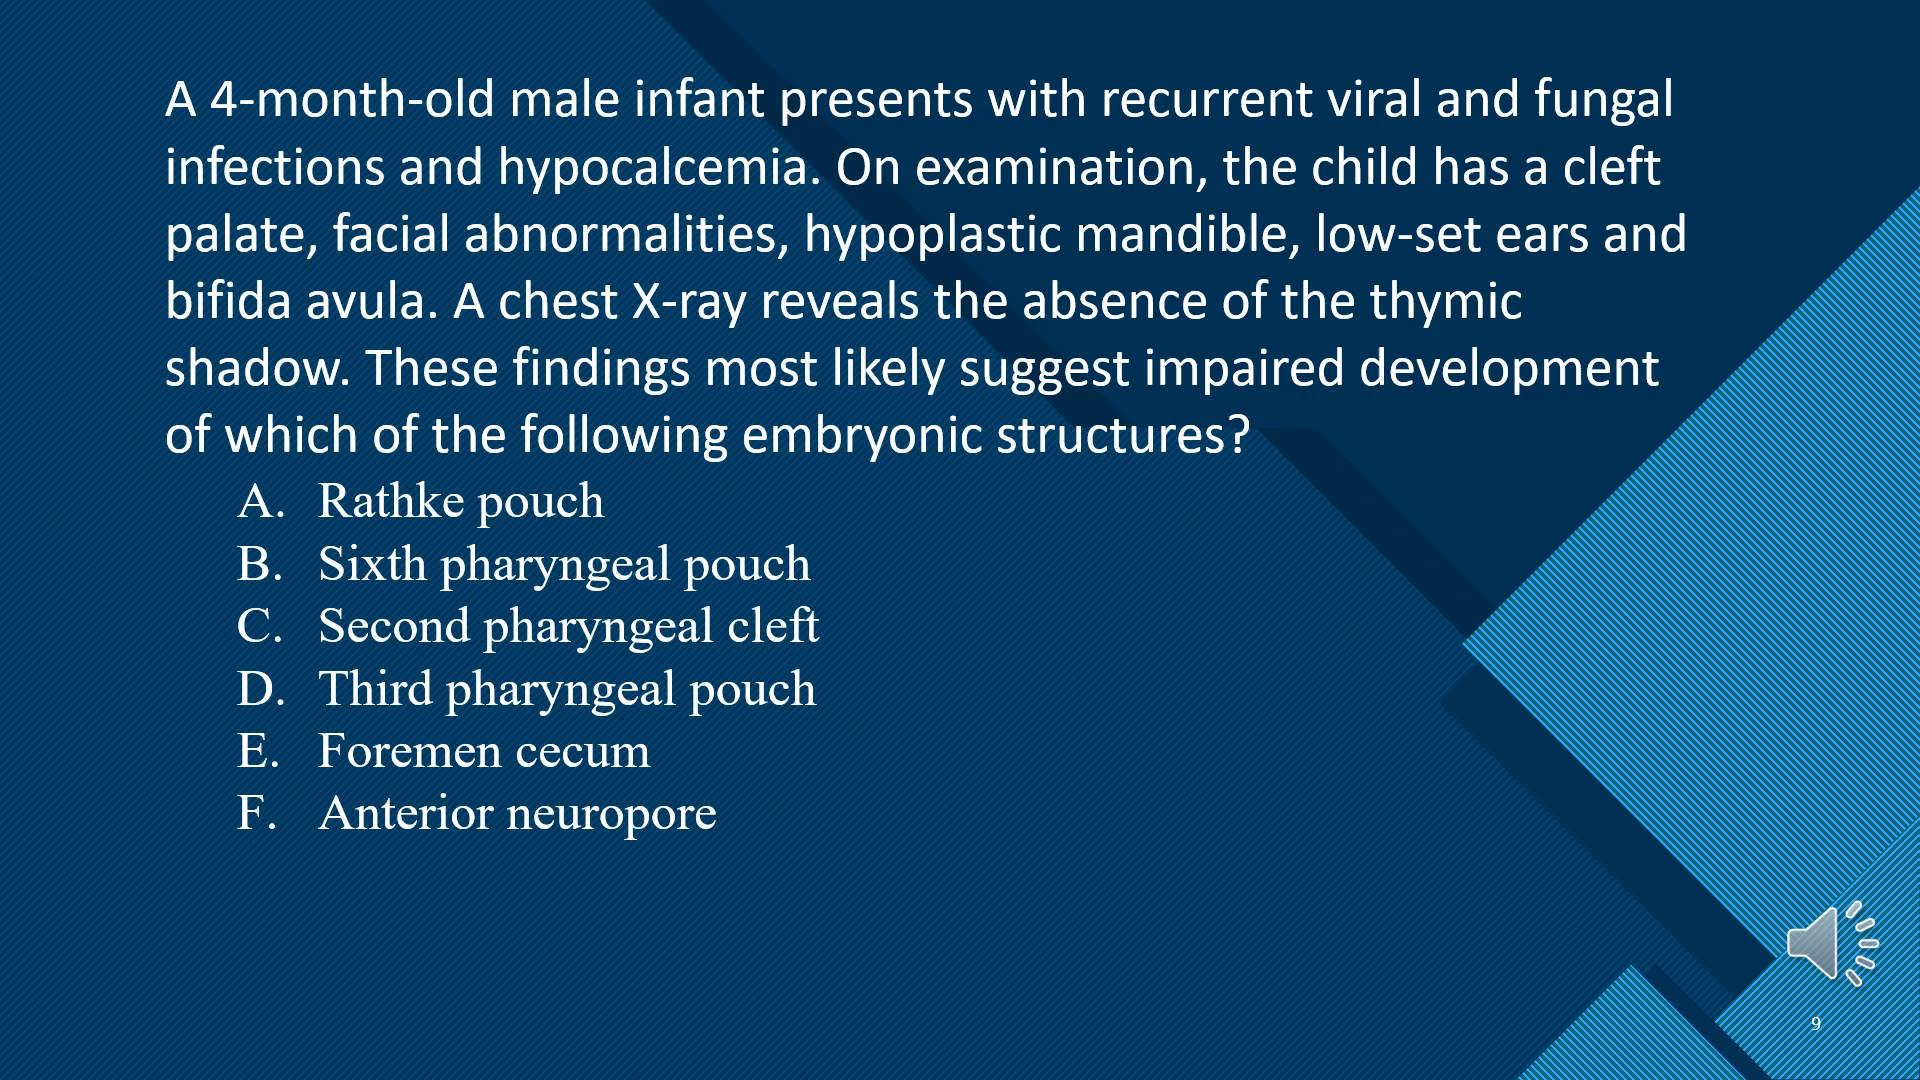 A 4-month-old male infant presents with recurrent viral and fungal
infections and hypocalcemia. On examination, the child has a cleft
palate, facial abnormalities, hypoplastic mandible, low-set ears and
bifida avula. A chest X-ray reveals the absence of the thymic
shadow. These findings most likely suggest impaired development
of which of the following embryonic structures?
A. Rathke pouch
B. Sixth pharyngeal pouch
C. Second pharyngeal cleft
D. Third pharyngeal pouch
E. Foremen cecum
F. Anterior neuropore
9